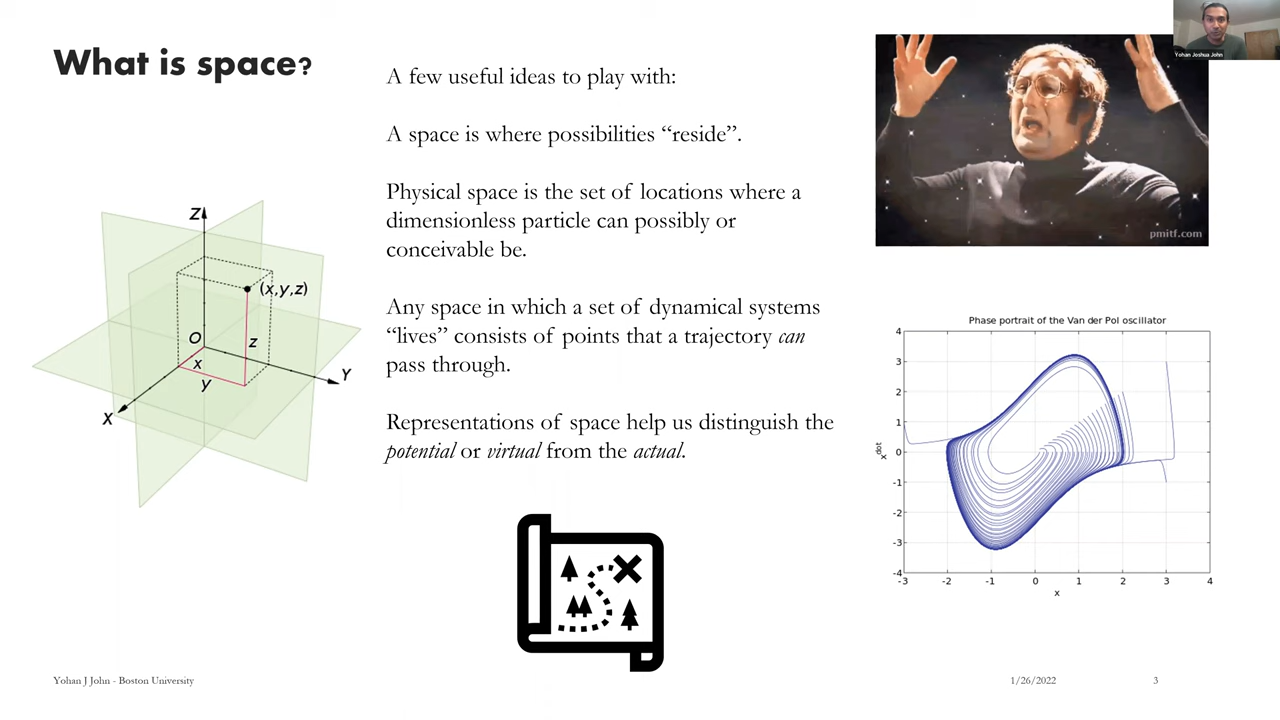 What is space?
A few useful ideas to play with:
A space is where possibilities “reside”.
Physical space is the set of locations where a
dimensionless particle can possibly or
conceivable be.
Any space in which a set of dynamical systems
“lives” consists of points that a trajectory can
pass through.
Representations of space help us distinguish the
potential or virtual from the actual.
Z
(x,y,z)
O
z
x
y
Y
X
Yohan Joshua John
pmitf.com
Phase portrait of the Van der Pol oscillator
4
3
2
1
0
-1
-2
-3
-4
xdot
-3 -2 -1 0 1 2 3 4
x
Yohan J John - Boston University
1/26/2022
3